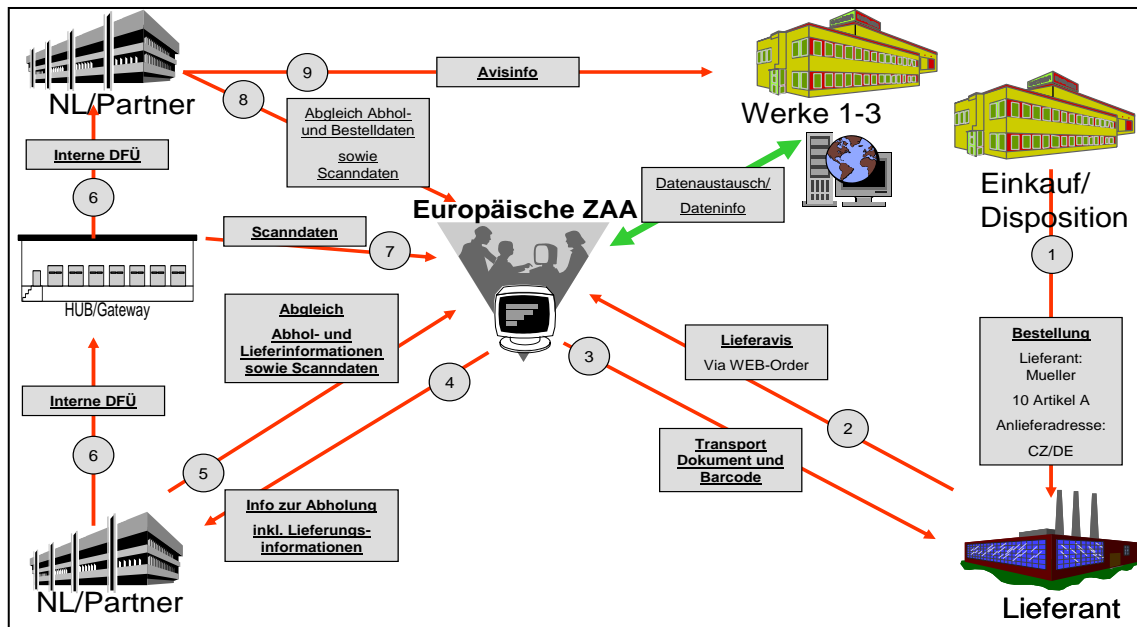 NL/Partner
9
Avisinfo
8
Abgleich Abhol-
und Bestelldaten
sowie
Scanndaten
Werke 1-3
Einkauf/
Disposition
Interne DFÜ
6
Datenaustausch/
Dateninfo
Europäische ZAA
Scanndaten
7
1
HUB/Gateway
Abgleich
Abhol- und
Lieferinformationen
sowie Scanndaten
4
3
Lieferavis
Via WEB-Order
2
Bestellung
Lieferant:
Mueller
10 Artikel A
Anlieferadresse:
CZ/DE
Interne DFÜ
6
5
Transport
Dokument und
Barcode
Info zur Abholung
inkl. Lieferungs-
informationen
NL/Partner
Lieferant